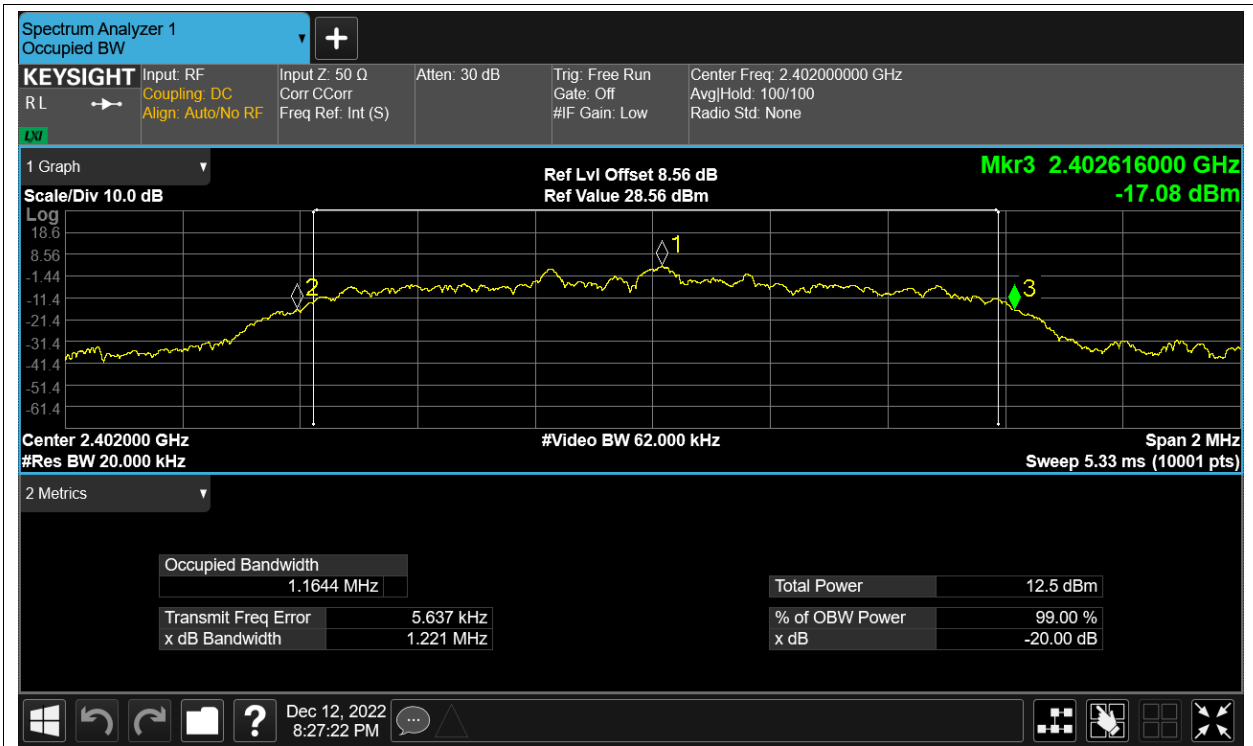 Spectrum Analyzer 1
Occupied BW
KEYSIGHT
R L
LXI
Input: RF
Coupling: DC
Align: Auto/No RF
Input Z: 50 Ω
Corr CCorr
Freq Ref: Int (S)
Atten: 30 dB
Trig: Free Run
Gate: Off
#IF Gain: Low
Center Freq: 2.402000000 GHz
Avg|Hold: 100/100
Radio Std: None
1 Graph
Scale/Div 10.0 dB
Ref Lvl Offset 8.56 dB
Ref Value 28.56 dBm
Mkr3 2.402616000 GHz
-17.08 dBm
Log
18.6
8.56
-1.44
-11.4
-21.4
-31.4
-41.4
-51.4
-61.4
1
2
3
Center 2.402000 GHz
#Res BW 20.000 kHz
#Video BW 62.000 kHz
Span 2 MHz
Sweep 5.33 ms (10001 pts)
2 Metrics
Occupied Bandwidth
1.1644 MHz
Transmit Freq Error 5.637 kHz
x dB Bandwidth 1.221 MHz
Total Power 12.5 dBm
% of OBW Power 99.00 %
x dB -20.00 dB
?
Dec 12, 2022
8:27:22 PM